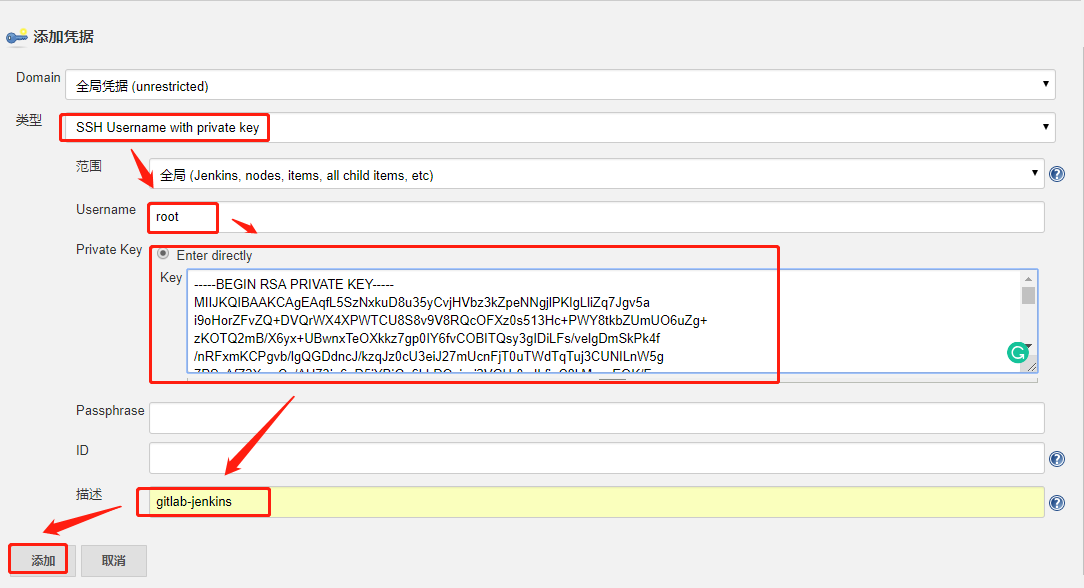 添加凭据
Domain
全局凭据 (unrestricted)
类型
SSH Username with private key
范围
全局 (Jenkins, nodes, items, all child items, etc)
Username
root
Private Key
Enter directly
Key
-----BEGIN RSA PRIVATE KEY-----
MIIJKQIBAAKCAgEAqfL5SzNxkuD8u35yCvjHVbz3kZpeNNgjlPKlgLliZq7Jgv5a
i9oHorZFvZQ+DVQrWX4XPWTCU8S8v9V8RQcOFXz0s513Hc+PWY8tkbZUmUO6uZg+
zKOTQ2mB/X6yx+UBwnxTeOXkkz7gp0IY6fvCOBITQsy3gIDiLFs/velgDmSkPk4f
/nRFxmKCPgvb/IgQGDdncJ/kzqJz0cU3eiJ27mUcnFjT0uTWdTqTuj3CUNILnW5g
Passphrase
ID
描述
gitlab-jenkins
添加
取消